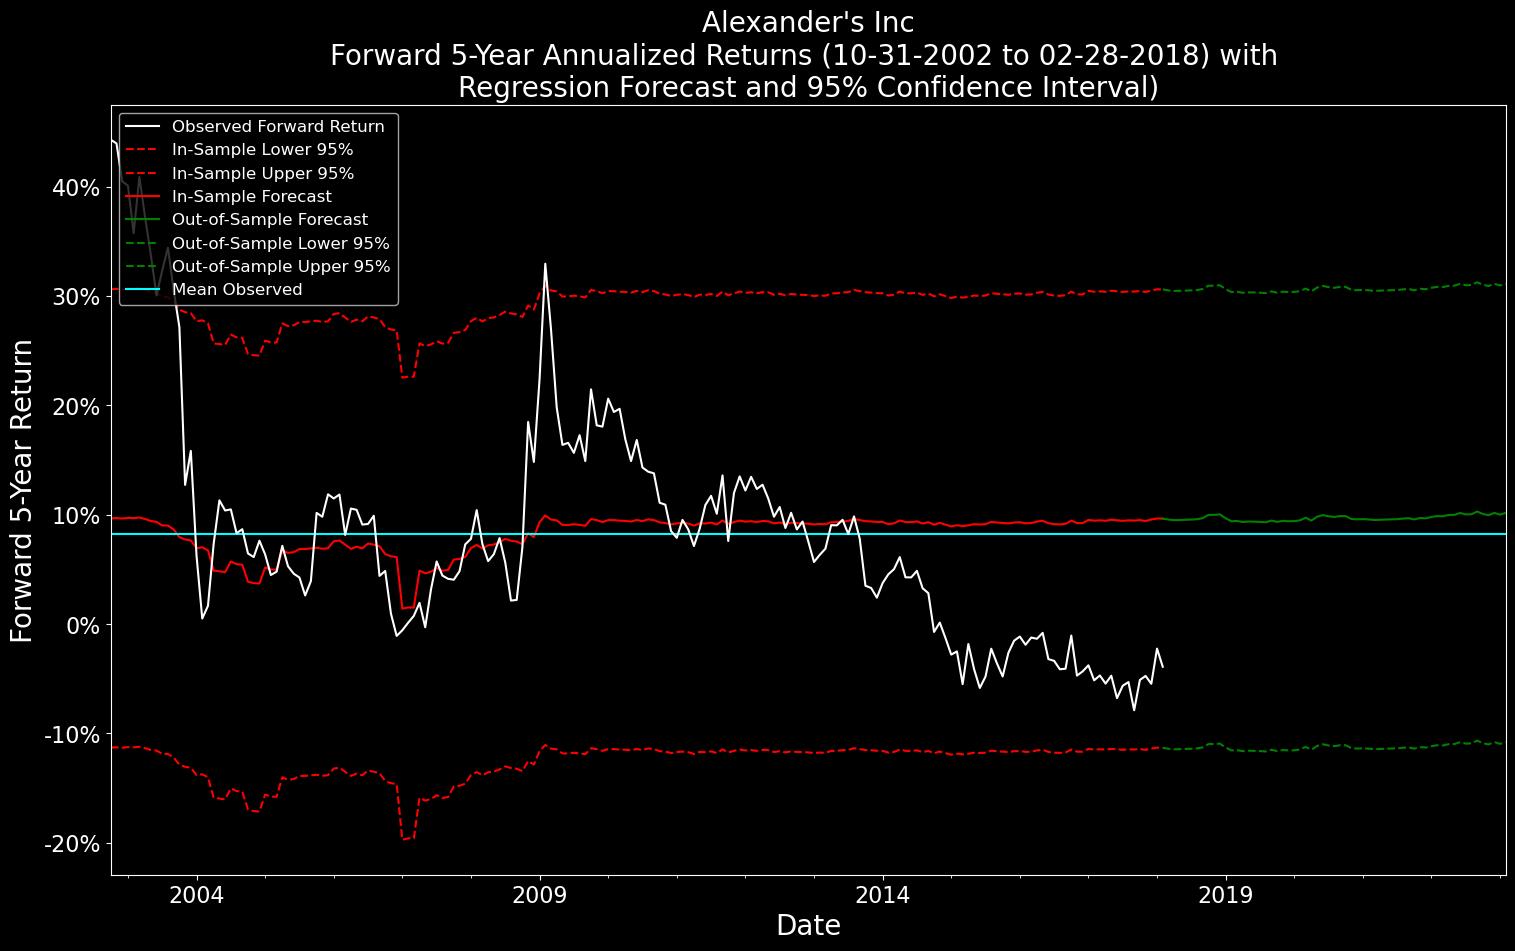 Alexander's Inc
Forward 5-Year Annualized Returns (10-31-2002 to 02-28-2018) with
Regression Forecast and 95% Confidence Interval)
Observed Forward Return
In-Sample Lower 95%
In-Sample Upper 95%
In-Sample Forecast
Out-of-Sample Forecast
Out-of-Sample Lower 95%
Out-of-Sample Upper 95%
Mean Observed
Forward 5-Year Return
40%
30%
20%
10%
0%
-10%
-20%
2004
2009
2014
2019
Date